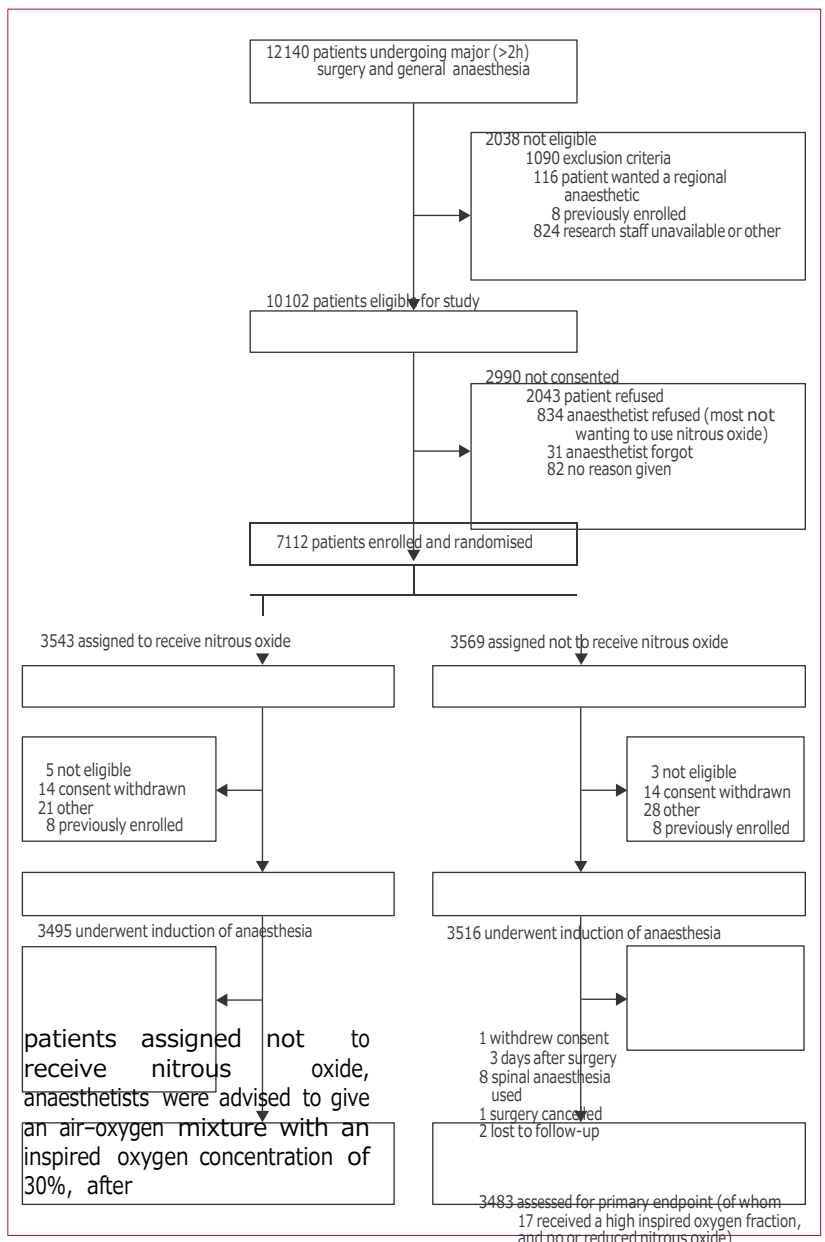 12140 patients undergoing major (>2h)
surgery and general anaesthesia
2038 not eligible
1090 exclusion criteria
116 patient wanted a regional
anaesthetic
8 previously enrolled
824 research staff unavailable or other
10102 patients eligible for study
2990 not consented
2043 patient refused
834 anaesthetist refused (most not
wanting to use nitrous oxide)
31 anaesthetist forgot
82 no reason given
7112 patients enrolled and randomised
3543 assigned to receive nitrous oxide
3569 assigned not to receive nitrous oxide
5 not eligible
14 consent withdrawn
21 other
8 previously enrolled
3 not eligible
14 consent withdrawn
28 other
8 previously enrolled
3495 underwent induction of anaesthesia
3516 underwent induction of anaesthesia
patients assigned not to
receive nitrous oxide,
anaesthetists were advised to give
an air–oxygen mixture with an
inspired oxygen concentration of
30%, after
1 withdrew consent
3 days after surgery
8 spinal anaesthesia
used
1 surgery cancelled
2 lost to follow-up
3483 assessed for primary endpoint (of whom
17 received a high inspired oxygen fraction,
and no or reduced nitrous oxide)